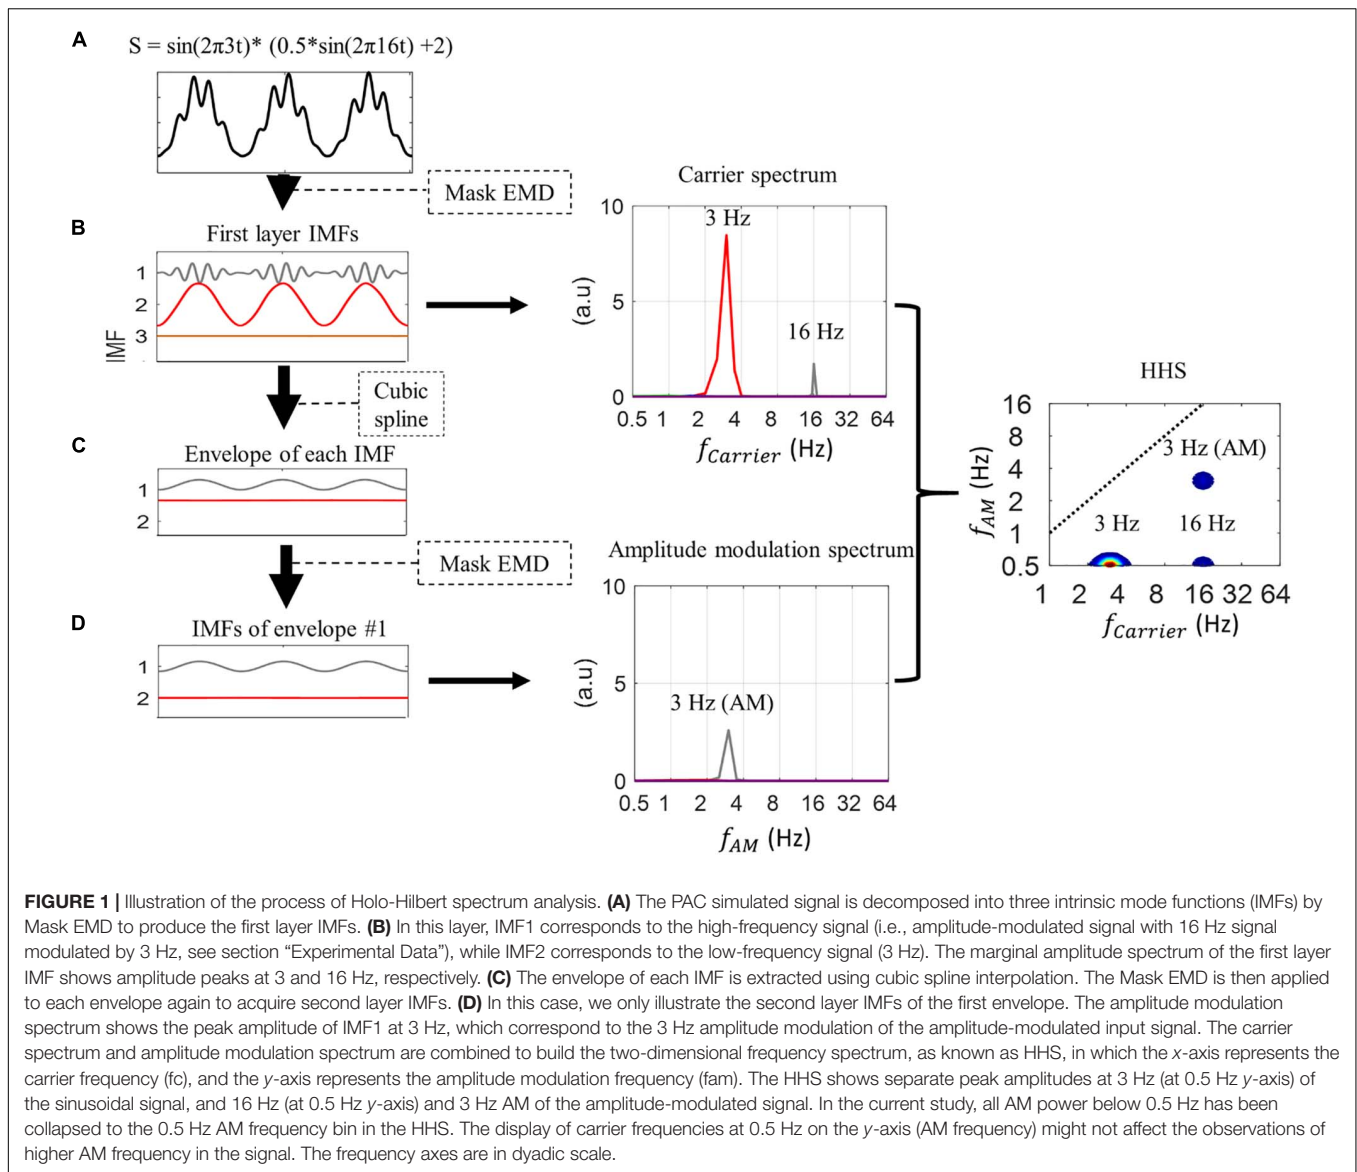 A
S = sin(2π3t)* (0.5*sin(2π16t) +2)
Mask EMD
B
First layer IMFs
1
2
3
IMF
Carrier spectrum
10
5
0
(a.u)
3 Hz
16 Hz
0.5 1 2 4 8 16 32 64
fCarrier (Hz)
Cubic
spline
C
Envelope of each IMF
1
2
Mask EMD
D
IMFs of envelope #1
1
2
Amplitude modulation spectrum
10
5
0
(a.u)
3 Hz (AM)
0.5 1 2 4 8 16 32 64
fAM (Hz)
HHS
16
8
4
2
1
0.5
fAM (Hz)
3 Hz (AM)
3 Hz
16 Hz
1 2 4 8 16 32 64
fCarrier (Hz)
FIGURE 1 | Illustration of the process of Holo-Hilbert spectrum analysis. (A) The PAC simulated signal is decomposed into three intrinsic mode functions (IMFs) by
Mask EMD to produce the first layer IMFs. (B) In this layer, IMF1 corresponds to the high-frequency signal (i.e., amplitude-modulated signal with 16 Hz signal
modulated by 3 Hz, see section “Experimental Data”), while IMF2 corresponds to the low-frequency signal (3 Hz). The marginal amplitude spectrum of the first layer
IMF shows amplitude peaks at 3 and 16 Hz, respectively. (C) The envelope of each IMF is extracted using cubic spline interpolation. The Mask EMD is then applied
to each envelope again to acquire second layer IMFs. (D) In this case, we only illustrate the second layer IMFs of the first envelope. The amplitude modulation
spectrum shows the peak amplitude of IMF1 at 3 Hz, which correspond to the 3 Hz amplitude modulation of the amplitude-modulated input signal. The carrier
spectrum and amplitude modulation spectrum are combined to build the two-dimensional frequency spectrum, as known as HHS, in which the x-axis represents the
carrier frequency (fc), and the y-axis represents the amplitude modulation frequency (fam). The HHS shows separate peak amplitudes at 3 Hz (at 0.5 Hz y-axis) of
the sinusoidal signal, and 16 Hz (at 0.5 Hz y-axis) and 3 Hz AM of the amplitude-modulated signal. In the current study, all AM power below 0.5 Hz has been
collapsed to the 0.5 Hz AM frequency bin in the HHS. The display of carrier frequencies at 0.5 Hz on the y-axis (AM frequency) might not affect the observations of
higher AM frequency in the signal. The frequency axes are in dyadic scale.